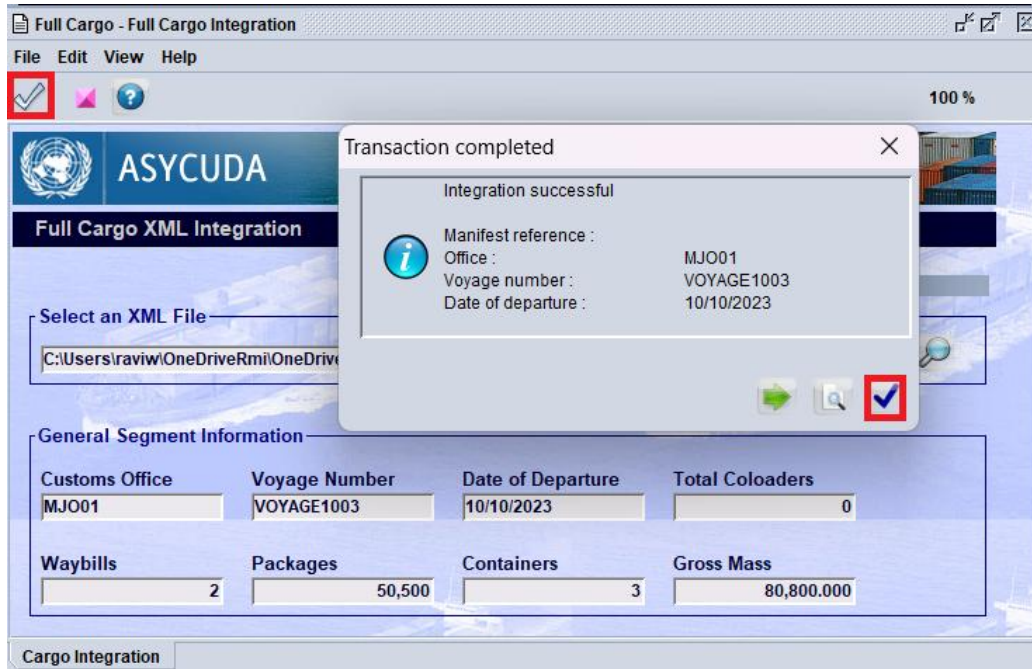 Full Cargo - Full Cargo Integration
File Edit View Help
100 %
ASYCUDA
Full Cargo XML Integration
Transaction completed
Integration successful
Manifest reference :
Office : MJO01
Voyage number : VOYAGE1003
Date of departure : 10/10/2023
Select an XML File
C:\Users\raviw\OneDriveRmi\OneDrive
General Segment Information
Customs Office Voyage Number Date of Departure Total Coloaders
MJO01 VOYAGE1003 10/10/2023 0
Waybills Packages Containers Gross Mass
2 50,500 3 80,800.000
Cargo Integration